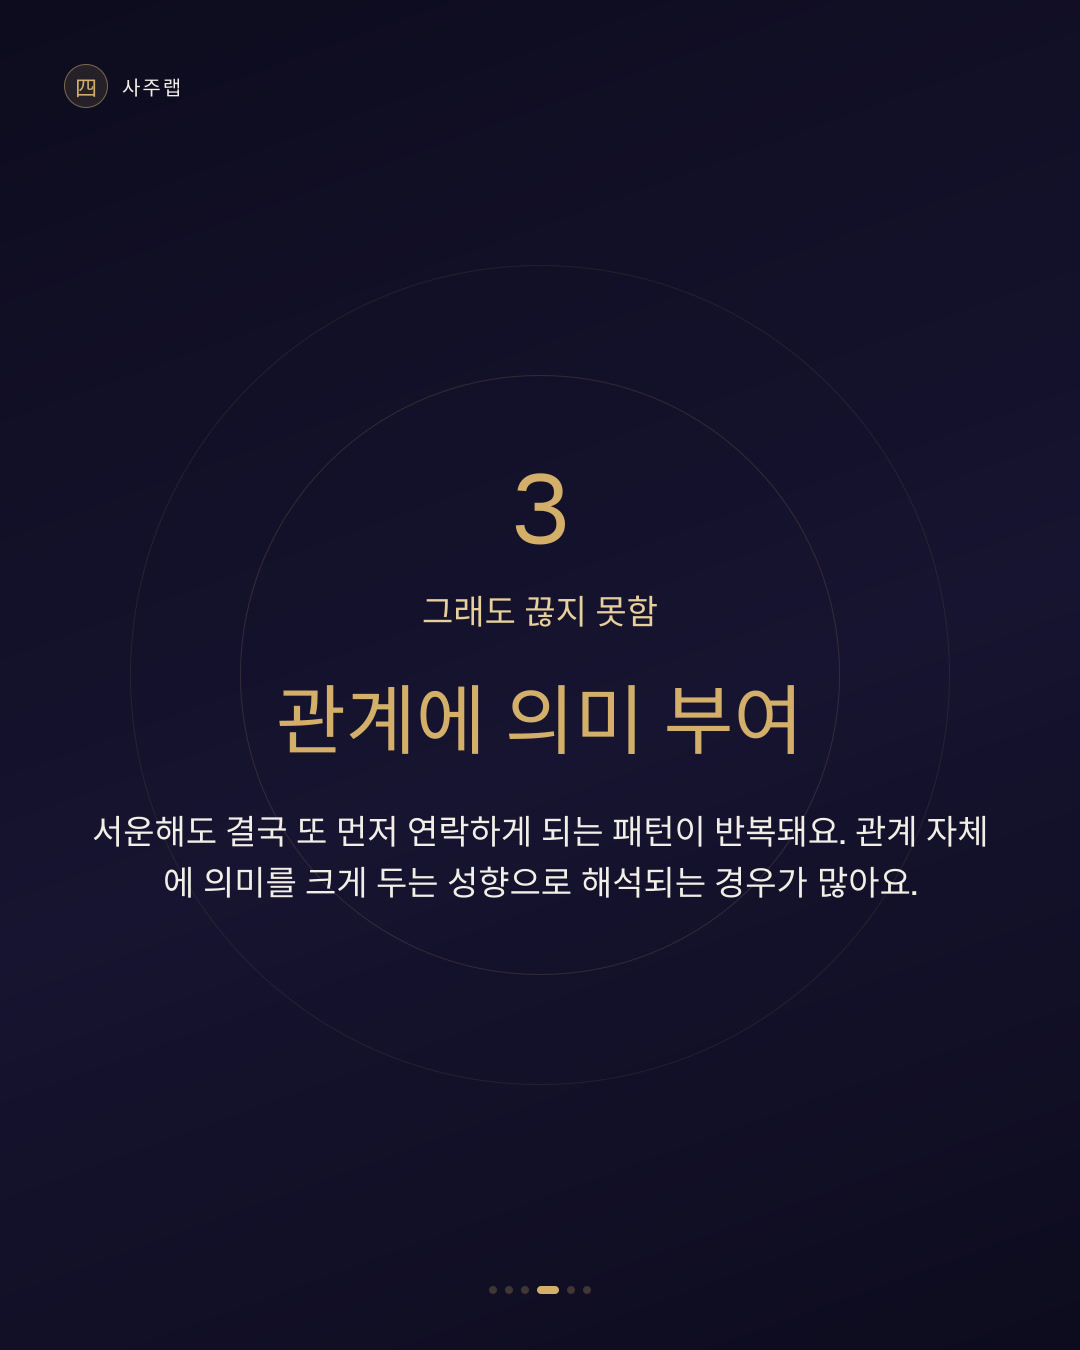 四 사주랩
3
그래도 끊지 못함
관계에 의미 부여
서운해도 결국 또 먼저 연락하게 되는 패턴이 반복돼요. 관계 자체
에 의미를 크게 두는 성향으로 해석되는 경우가 많아요.